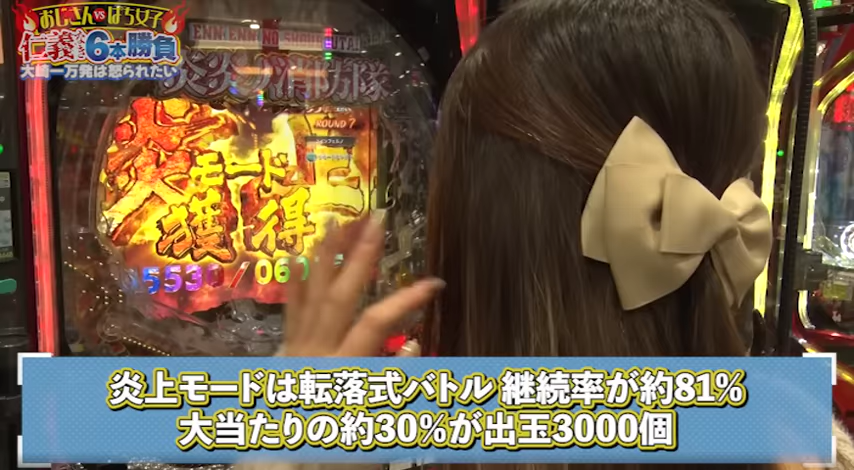 おじさんVSぱち女子
仁義なき6本勝負
大崎一万発は怒られたい
炎炎ノ消防隊
ROUND 7
炎上
モード
獲得
炎上モードは転落式バトル 継続率が約81%
大当たりの約30%が出玉3000個